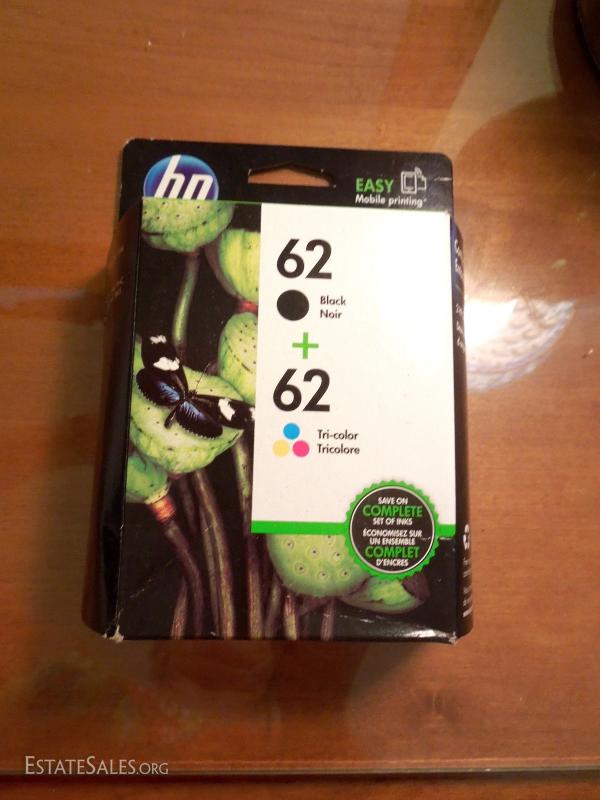 hp
EASY
Mobile printing*
62
Black
Noir
+
62
Tri-color
Tricolore
SAVE ON
COMPLETE
SET OF INKS
ÉCONOMISEZ SUR
UN ENSEMBLE
COMPLET
D'ENCRES
ESTATESALES.ORG